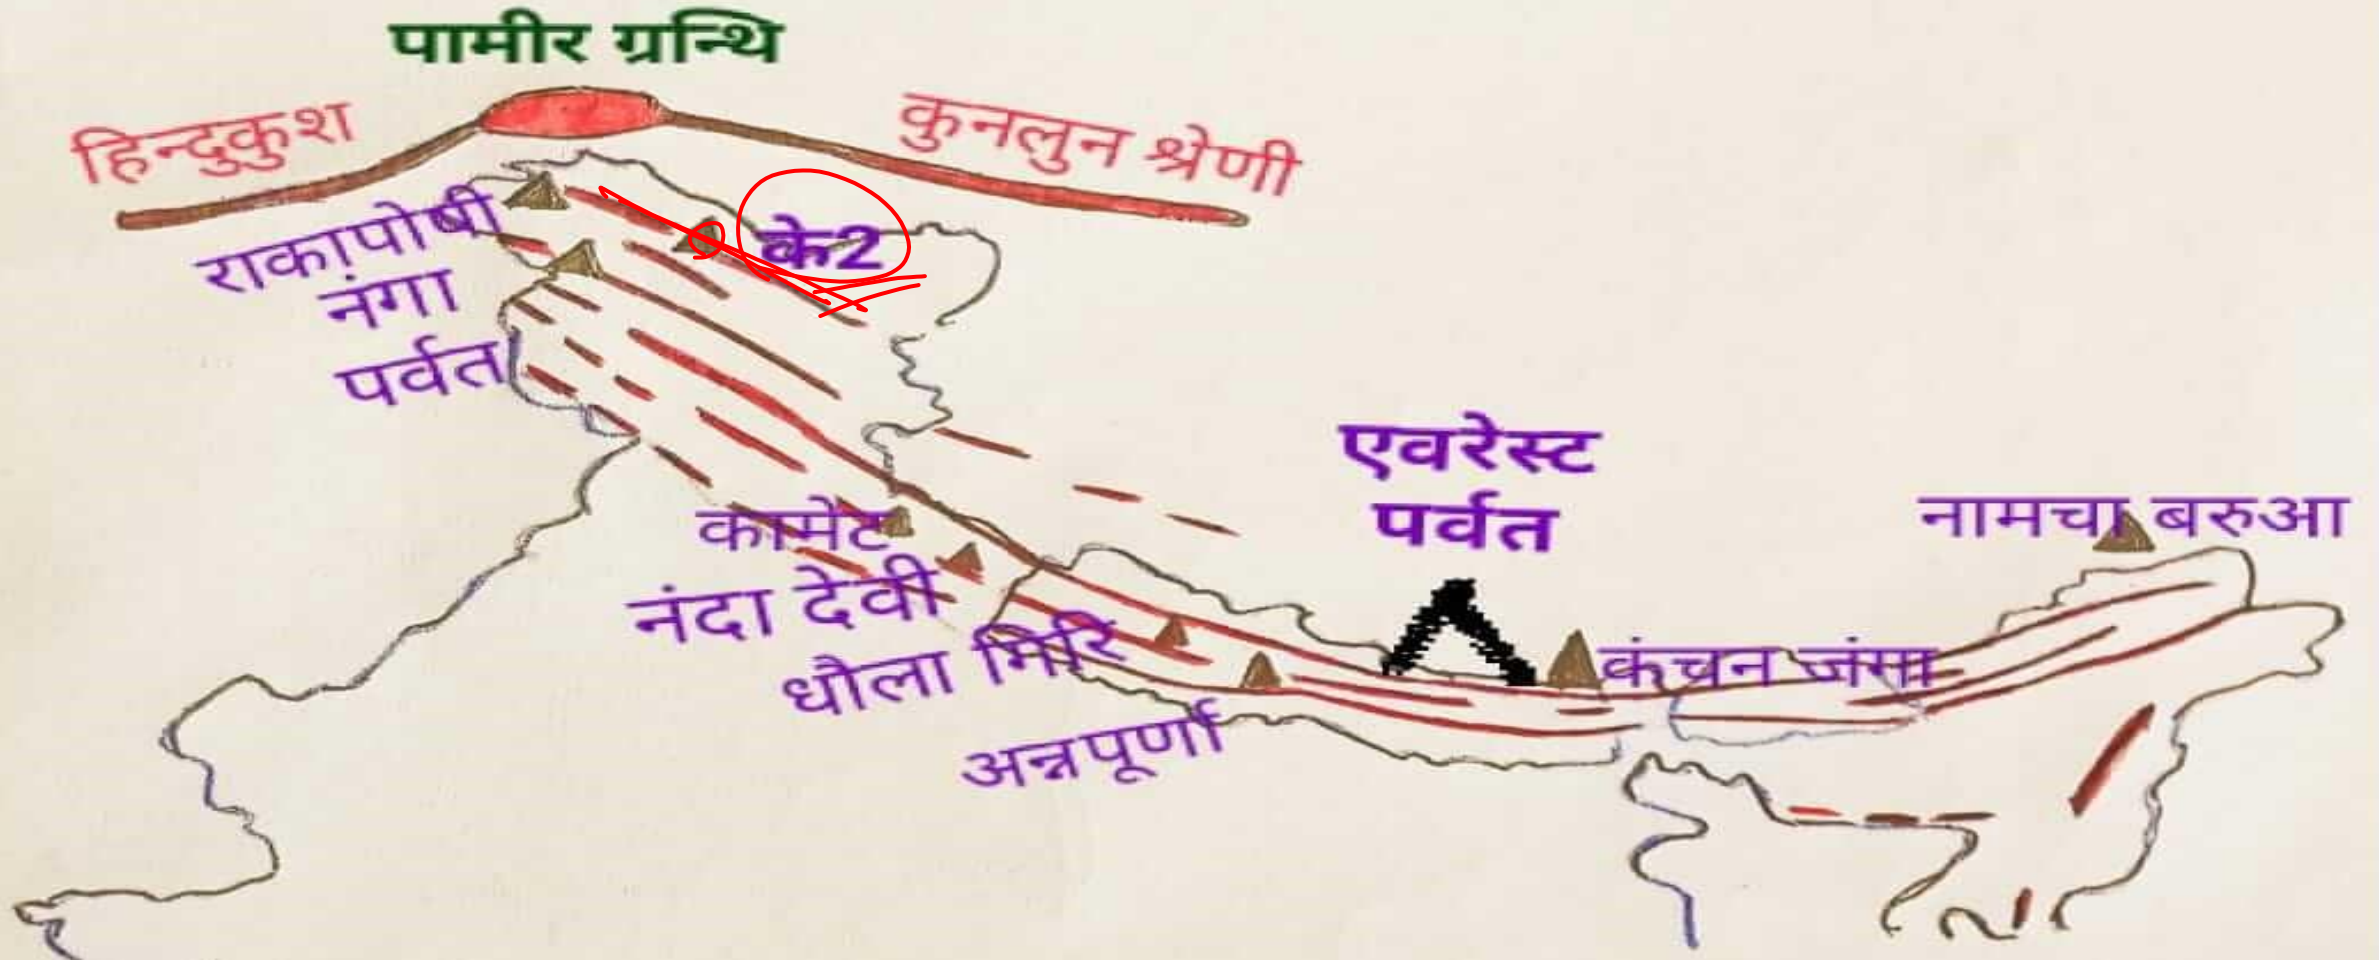 पामीर ग्रन्थि
हिन्दुकुश
कुनलुन श्रेणी
राकापोषी
के2
नंगा
पर्वत
एवरेस्ट
पर्वत
नामचा बरुआ
कामेट
नंदा देवी
धौला गिरि
कंचन जंगा
अन्नपूर्णा